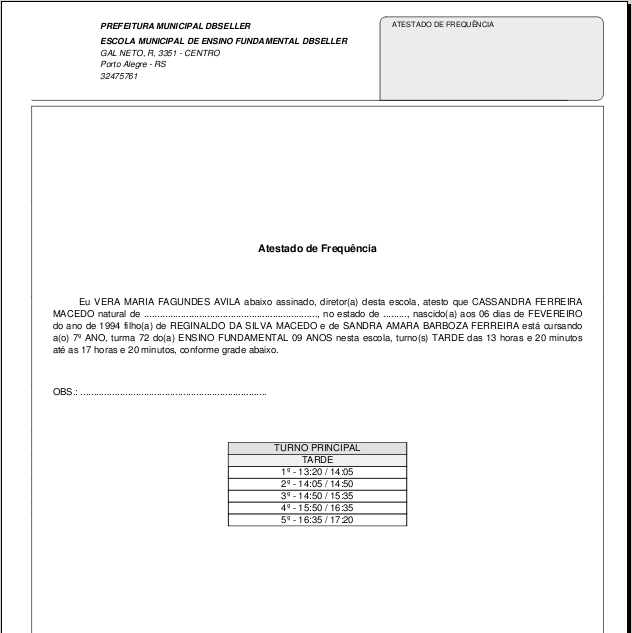 PREFEITURA MUNICIPAL DBSELLER
ATESTADO DE FREQUÊNCIA
ESCOLA MUNICIPAL DE ENSINO FUNDAMENTAL DBSELLER
GAL NETO, R, 3351 - CENTRO
Porto Alegre - RS
32475761
Atestado de Frequência
Eu VERA MARIA FAGUNDES AVILA abaixo assinado, diretor(a) desta escola, atesto que CASSANDRA FERREIRA
MACEDO natural de .................................................................., no estado de ........., nascido(a) aos 06 dias de FEVEREIRO
do ano de 1994 filho(a) de REGINALDO DA SILVA MACEDO e de SANDRA AMARA BARBOZA FERREIRA está cursando
a(o) 7º ANO, turma 72 do(a) ENSINO FUNDAMENTAL 09 ANOS nesta escola, turno(s) TARDE das 13 horas e 20 minutos
até as 17 horas e 20 minutos, conforme grade abaixo.
OBS.: ......................................................................
TURNO PRINCIPAL
TARDE
1º - 13:20 / 14:05
2º - 14:05 / 14:50
3º - 14:50 / 15:35
4º - 15:50 / 16:35
5º - 16:35 / 17:20